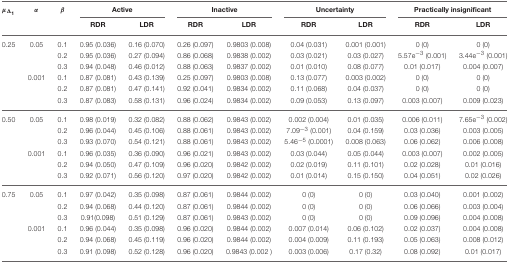 μΔ₁ α β Active Inactive Uncertainty Practically insignificant
RDR LDR RDR LDR RDR LDR RDR LDR
0.25 0.05 0.1 0.95 (0.036) 0.16 (0.070) 0.26 (0.097) 0.9803 (0.008) 0.04 (0.031) 0.001 (0.001) 0 (0) 0 (0)
0.2 0.95 (0.036) 0.27 (0.094) 0.86 (0.068) 0.9838 (0.002) 0.03 (0.021) 0.03 (0.027) 5.57e⁻³ (0.001) 3.44e⁻³ (0.001)
0.3 0.94 (0.048) 0.46 (0.012) 0.88 (0.063) 0.9837 (0.002) 0.01 (0.010) 0.08 (0.077) 0.01 (0.017) 0.004 (0.007)
0.001 0.1 0.87 (0.081) 0.43 (0.139) 0.25 (0.097) 0.9803 (0.008) 0.13 (0.077) 0.003 (0.002) 0 (0) 0 (0)
0.2 0.87 (0.081) 0.47 (0.141) 0.92 (0.041) 0.9834 (0.002) 0.11 (0.068) 0.04 (0.037) 0 (0) 0 (0)
0.3 0.87 (0.083) 0.58 (0.131) 0.96 (0.024) 0.9834 (0.002) 0.09 (0.053) 0.13 (0.097) 0.003 (0.007) 0.009 (0.023)
0.50 0.05 0.1 0.98 (0.019) 0.32 (0.082) 0.88 (0.062) 0.9843 (0.002) 0.002 (0.004) 0.01 (0.035) 0.006 (0.011) 7.65e⁻³ (0.002)
0.2 0.96 (0.044) 0.45 (0.106) 0.88 (0.061) 0.9843 (0.002) 7.09⁻³ (0.001) 0.04 (0.159) 0.03 (0.036) 0.003 (0.005)
0.3 0.93 (0.070) 0.54 (0.121) 0.88 (0.061) 0.9843 (0.002) 5.46⁻⁵ (0.0001) 0.008 (0.063) 0.06 (0.062) 0.006 (0.008)
0.001 0.1 0.96 (0.035) 0.36 (0.090) 0.96 (0.021) 0.9843 (0.002) 0.03 (0.044) 0.05 (0.044) 0.003 (0.007) 0.002 (0.005)
0.2 0.94 (0.050) 0.47 (0.109) 0.96 (0.020) 0.9842 (0.002) 0.02 (0.019) 0.11 (0.101) 0.02 (0.028) 0.01 (0.016)
0.3 0.92 (0.071) 0.56 (0.120) 0.97 (0.020) 0.9842 (0.002) 0.01 (0.014) 0.15 (0.150) 0.04 (0.051) 0.02 (0.026)
0.75 0.05 0.1 0.97 (0.042) 0.35 (0.098) 0.87 (0.061) 0.9844 (0.002) 0 (0) 0 (0) 0.03 (0.040) 0.001 (0.002)
0.2 0.94 (0.068) 0.44 (0.120) 0.87 (0.061) 0.9844 (0.002) 0 (0) 0 (0) 0.06 (0.066) 0.003 (0.004)
0.3 0.91(0.098) 0.51 (0.129) 0.87 (0.061) 0.9843 (0.002) 0 (0) 0 (0) 0.09 (0.096) 0.004 (0.008)
0.001 0.1 0.96 (0.044) 0.35 (0.098) 0.96 (0.020) 0.9844 (0.002) 0.007 (0.014) 0.06 (0.102) 0.02 (0.037) 0.004 (0.008)
0.2 0.94 (0.068) 0.45 (0.119) 0.96 (0.020) 0.9844 (0.002) 0.004 (0.009) 0.11 (0.193) 0.05 (0.063) 0.008 (0.012)
0.3 0.91 (0.098) 0.52 (0.128) 0.96 (0.020) 0.9843 (0.002 ) 0.003 (0.006) 0.17 (0.32) 0.08 (0.092) 0.01 (0.017)